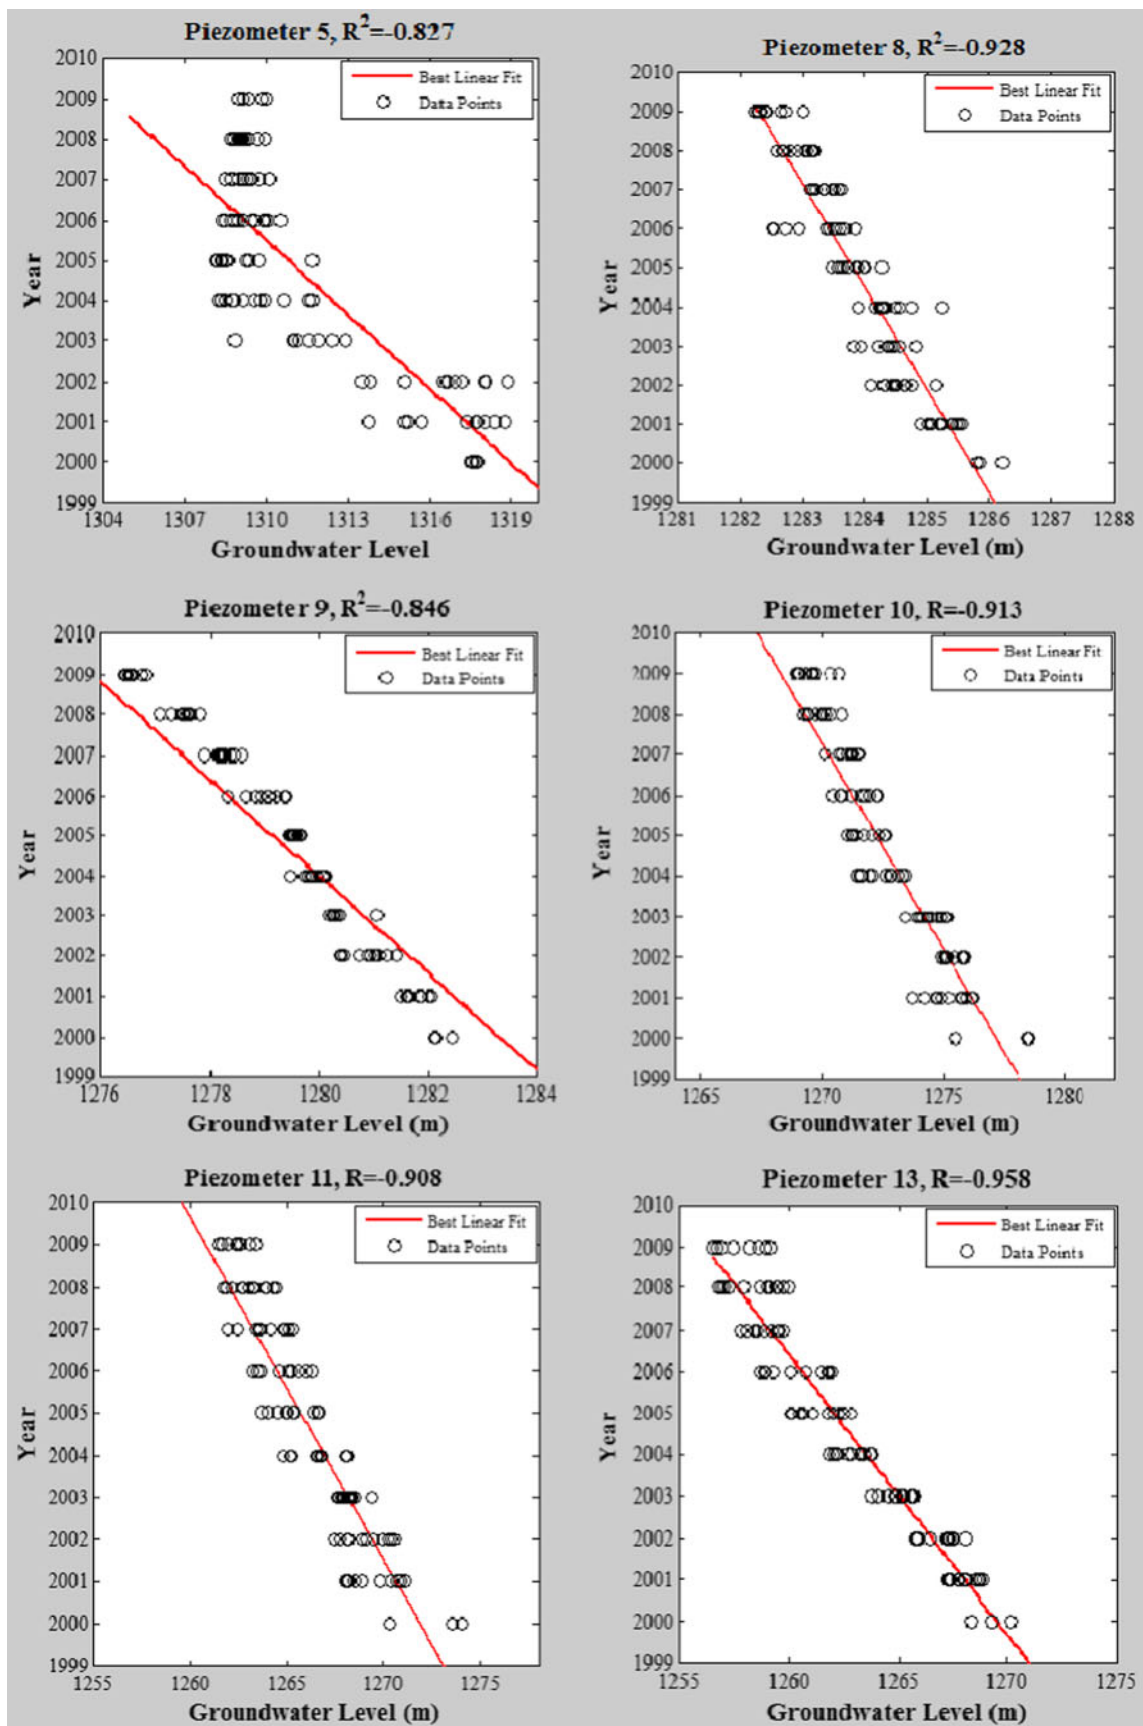 Piezometer 5, R²=-0.827
Best Linear Fit
Data Points
2010
2009
2008
2007
2006
2005
2004
2003
2002
2001
2000
1999
Year
1304 1307 1310 1313 1316 1319
Groundwater Level
Piezometer 8, R²=-0.928
Best Linear Fit
Data Points
2010
2009
2008
2007
2006
2005
2004
2003
2002
2001
2000
1999
Year
1281 1282 1283 1284 1285 1286 1287 1288
Groundwater Level (m)
Piezometer 9, R²=-0.846
Best Linear Fit
Data Points
2010
2009
2008
2007
2006
2005
2004
2003
2002
2001
2000
1999
Year
1276 1278 1280 1282 1284
Groundwater Level (m)
Piezometer 10, R=-0.913
Best Linear Fit
Data Points
2010
2009
2008
2007
2006
2005
2004
2003
2002
2001
2000
1999
Year
1265 1270 1275 1280
Groundwater Level (m)
Piezometer 11, R=-0.908
Best Linear Fit
Data Points
2010
2009
2008
2007
2006
2005
2004
2003
2002
2001
2000
1999
Year
1255 1260 1265 1270 1275
Groundwater Level (m)
Piezometer 13, R=-0.958
Best Linear Fit
Data Points
2010
2009
2008
2007
2006
2005
2004
2003
2002
2001
2000
1999
Year
1255 1260 1265 1270 1275
Groundwater Level (m)